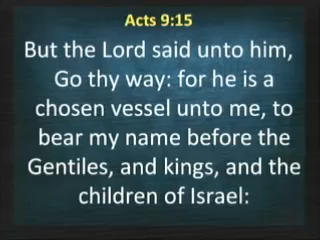 Acts 9:15
But the Lord said unto him,
Go thy way: for he is a
chosen vessel unto me, to
bear my name before the
Gentiles, and kings, and the
children of Israel: